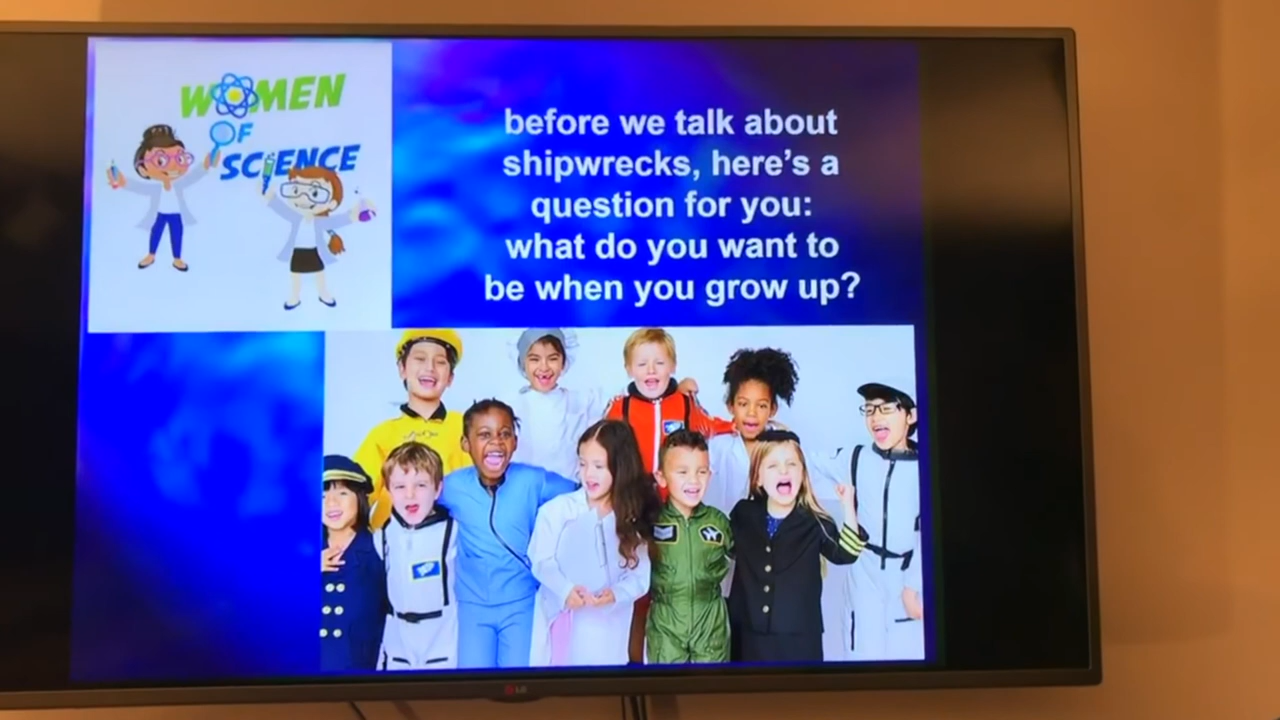 WOMEN
OF
SCIENCE
before we talk about
shipwrecks, here's a
question for you:
what do you want to
be when you grow up?
LG